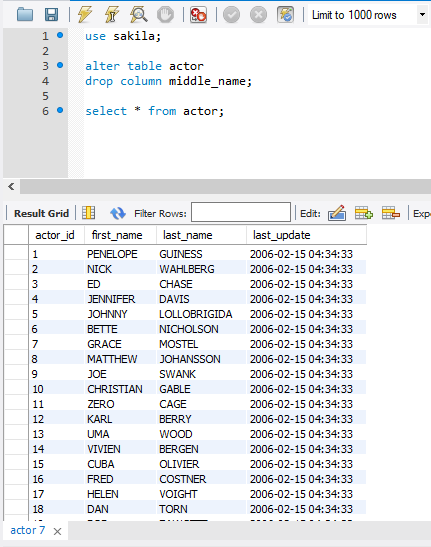 Limit to 1000 rows
1 use sakila;
2
3 alter table actor
4 drop column middle_name;
5
6 select * from actor;
Result Grid Filter Rows: Edit:
actor_id first_name last_name last_update
1 PENELOPE GUINESS 2006-02-15 04:34:33
2 NICK WAHLBERG 2006-02-15 04:34:33
3 ED CHASE 2006-02-15 04:34:33
4 JENNIFER DAVIS 2006-02-15 04:34:33
5 JOHNNY LOLLOBRIGIDA 2006-02-15 04:34:33
6 BETTE NICHOLSON 2006-02-15 04:34:33
7 GRACE MOSTEL 2006-02-15 04:34:33
8 MATTHEW JOHANSSON 2006-02-15 04:34:33
9 JOE SWANK 2006-02-15 04:34:33
10 CHRISTIAN GABLE 2006-02-15 04:34:33
11 ZERO CAGE 2006-02-15 04:34:33
12 KARL BERRY 2006-02-15 04:34:33
13 UMA WOOD 2006-02-15 04:34:33
14 VIVIEN BERGEN 2006-02-15 04:34:33
15 CUBA OLIVIER 2006-02-15 04:34:33
16 FRED COSTNER 2006-02-15 04:34:33
17 HELEN VOIGHT 2006-02-15 04:34:33
18 DAN TORN 2006-02-15 04:34:33
actor 7